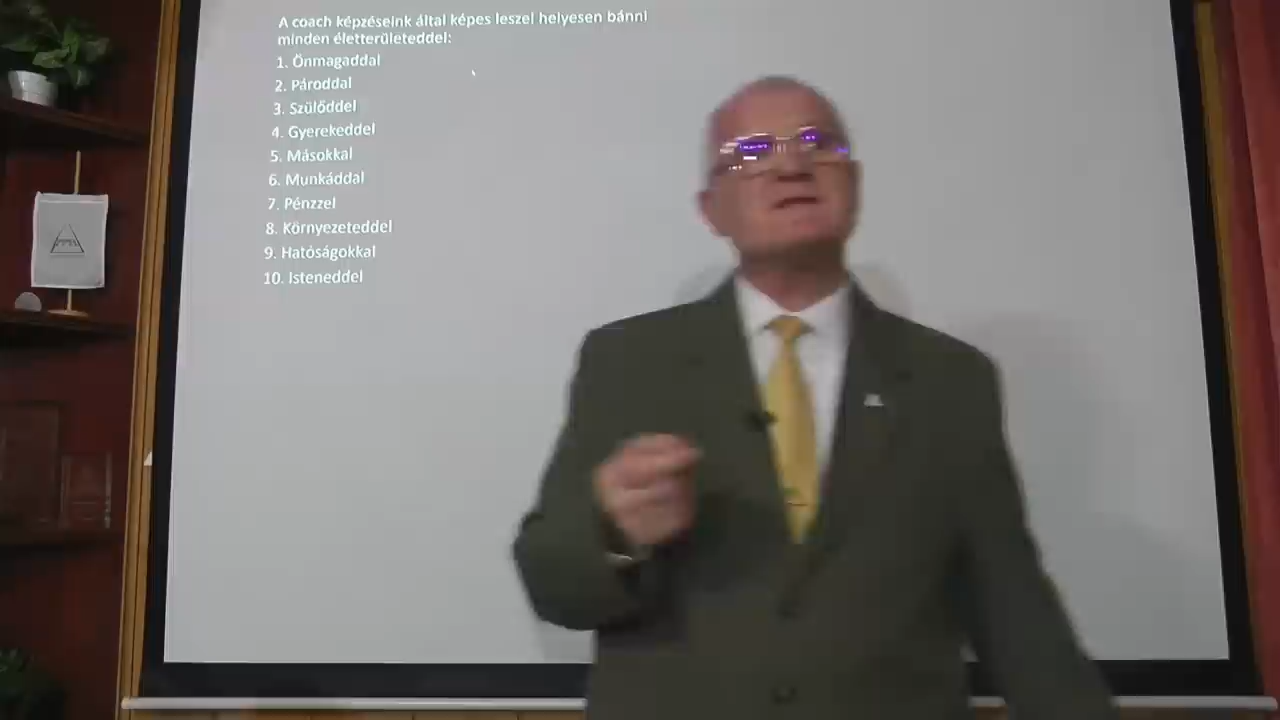 A coach képzéseink által képes leszel helyesen bánni
minden életterületeddel:
1. Önmagaddal
2. Pároddal
3. Szülőddel
4. Gyerekeddel
5. Másokkal
6. Munkáddal
7. Pénzzel
8. Környezeteddel
9. Hatóságokkal
10. Isteneddel